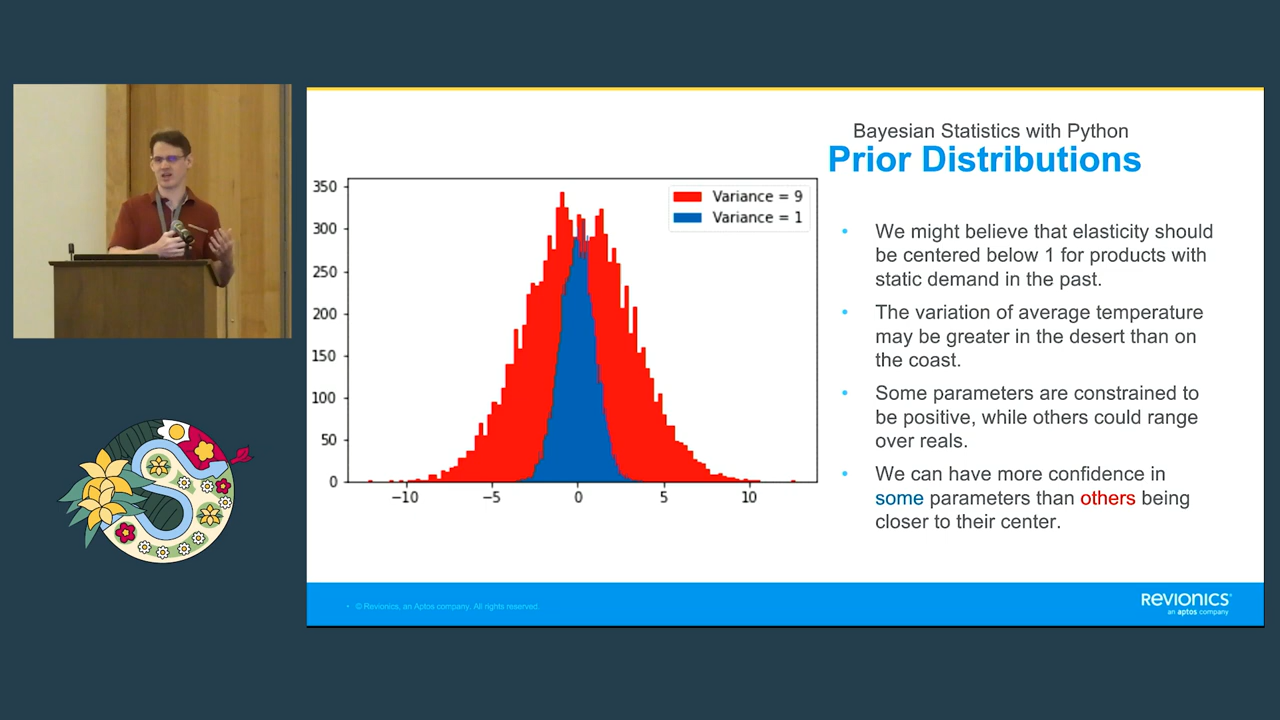 Bayesian Statistics with Python
Prior Distributions
350
300
250
200
150
100
50
0
−10
−5
0
5
10
Variance = 9
Variance = 1
• We might believe that elasticity should
be centered below 1 for products with
static demand in the past.
• The variation of average temperature
may be greater in the desert than on
the coast.
• Some parameters are constrained to
be positive, while others could range
over reals.
• We can have more confidence in
some parameters than others being
closer to their center.
• © Revionics, an Aptos company. All rights reserved.
REVIONICS
an aptos company